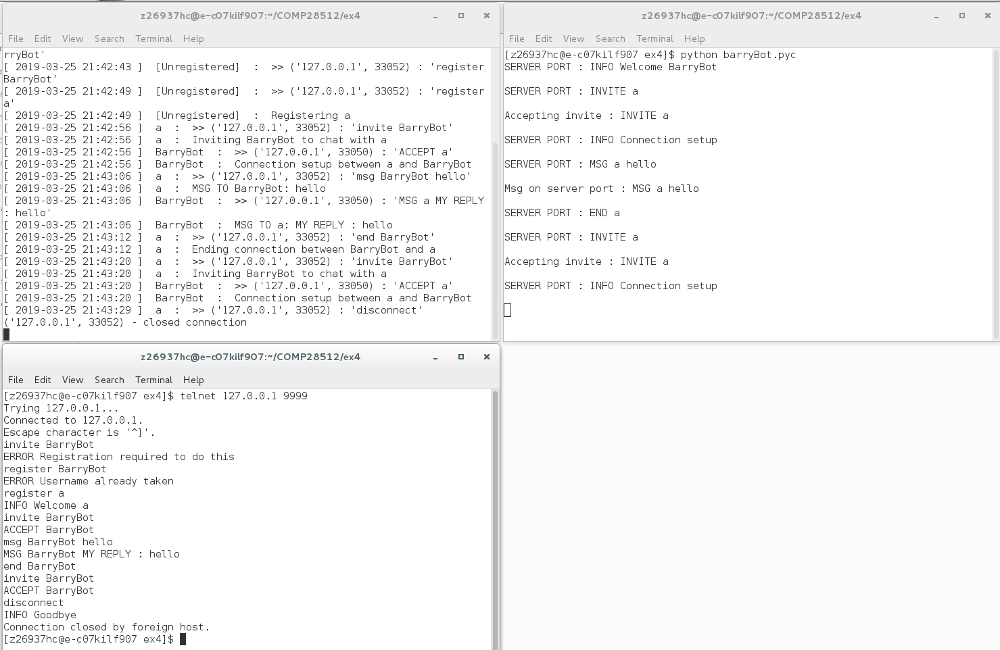 z26937hc@e-c07kilf907:~/COMP28512/ex4
File Edit View Search Terminal Help
rryBot'
[ 2019-03-25 21:42:43 ]  [Unregistered]  :  >> ('127.0.0.1', 33052) : 'register
BarryBot'
[ 2019-03-25 21:42:49 ]  [Unregistered]  :  >> ('127.0.0.1', 33052) : 'register
a'
[ 2019-03-25 21:42:49 ]  [Unregistered]  :  Registering a
[ 2019-03-25 21:42:56 ]  a  :  >> ('127.0.0.1', 33052) : 'invite BarryBot'
[ 2019-03-25 21:42:56 ]  a  :  Inviting BarryBot to chat with a
[ 2019-03-25 21:42:56 ]  BarryBot  :  >> ('127.0.0.1', 33050) : 'ACCEPT a'
[ 2019-03-25 21:42:56 ]  BarryBot  :  Connection setup between a and BarryBot
[ 2019-03-25 21:43:06 ]  a  :  >> ('127.0.0.1', 33052) : 'msg BarryBot hello'
[ 2019-03-25 21:43:06 ]  a  :  MSG TO BarryBot: hello
[ 2019-03-25 21:43:06 ]  BarryBot  :  >> ('127.0.0.1', 33050) : 'MSG a MY REPLY
: hello'
[ 2019-03-25 21:43:06 ]  BarryBot  :  MSG TO a: MY REPLY : hello
[ 2019-03-25 21:43:12 ]  a  :  >> ('127.0.0.1', 33052) : 'end BarryBot'
[ 2019-03-25 21:43:12 ]  a  :  Ending connection between BarryBot and a
[ 2019-03-25 21:43:20 ]  a  :  >> ('127.0.0.1', 33052) : 'invite BarryBot'
[ 2019-03-25 21:43:20 ]  a  :  Inviting BarryBot to chat with a
[ 2019-03-25 21:43:20 ]  BarryBot  :  >> ('127.0.0.1', 33050) : 'ACCEPT a'
[ 2019-03-25 21:43:20 ]  BarryBot  :  Connection setup between a and BarryBot
[ 2019-03-25 21:43:29 ]  a  :  >> ('127.0.0.1', 33052) : 'disconnect'
('127.0.0.1', 33052) - closed connection
z26937hc@e-c07kilf907:~/COMP28512/ex4
File Edit View Search Terminal Help
[z26937hc@e-c07kilf907 ex4]$ python barryBot.pyc
SERVER PORT : INFO Welcome BarryBot
SERVER PORT : INVITE a
Accepting invite : INVITE a
SERVER PORT : INFO Connection setup
SERVER PORT : MSG a hello
Msg on server port : MSG a hello
SERVER PORT : END a
SERVER PORT : INVITE a
Accepting invite : INVITE a
SERVER PORT : INFO Connection setup
z26937hc@e-c07kilf907:~/COMP28512/ex4
File Edit View Search Terminal Help
[z26937hc@e-c07kilf907 ex4]$ telnet 127.0.0.1 9999
Trying 127.0.0.1...
Connected to 127.0.0.1.
Escape character is '^]'.
invite BarryBot
ERROR Registration required to do this
register BarryBot
ERROR Username already taken
register a
INFO Welcome a
invite BarryBot
ACCEPT BarryBot
msg BarryBot hello
MSG BarryBot MY REPLY : hello
end BarryBot
invite BarryBot
ACCEPT BarryBot
disconnect
INFO Goodbye
Connection closed by foreign host.
[z26937hc@e-c07kilf907 ex4]$